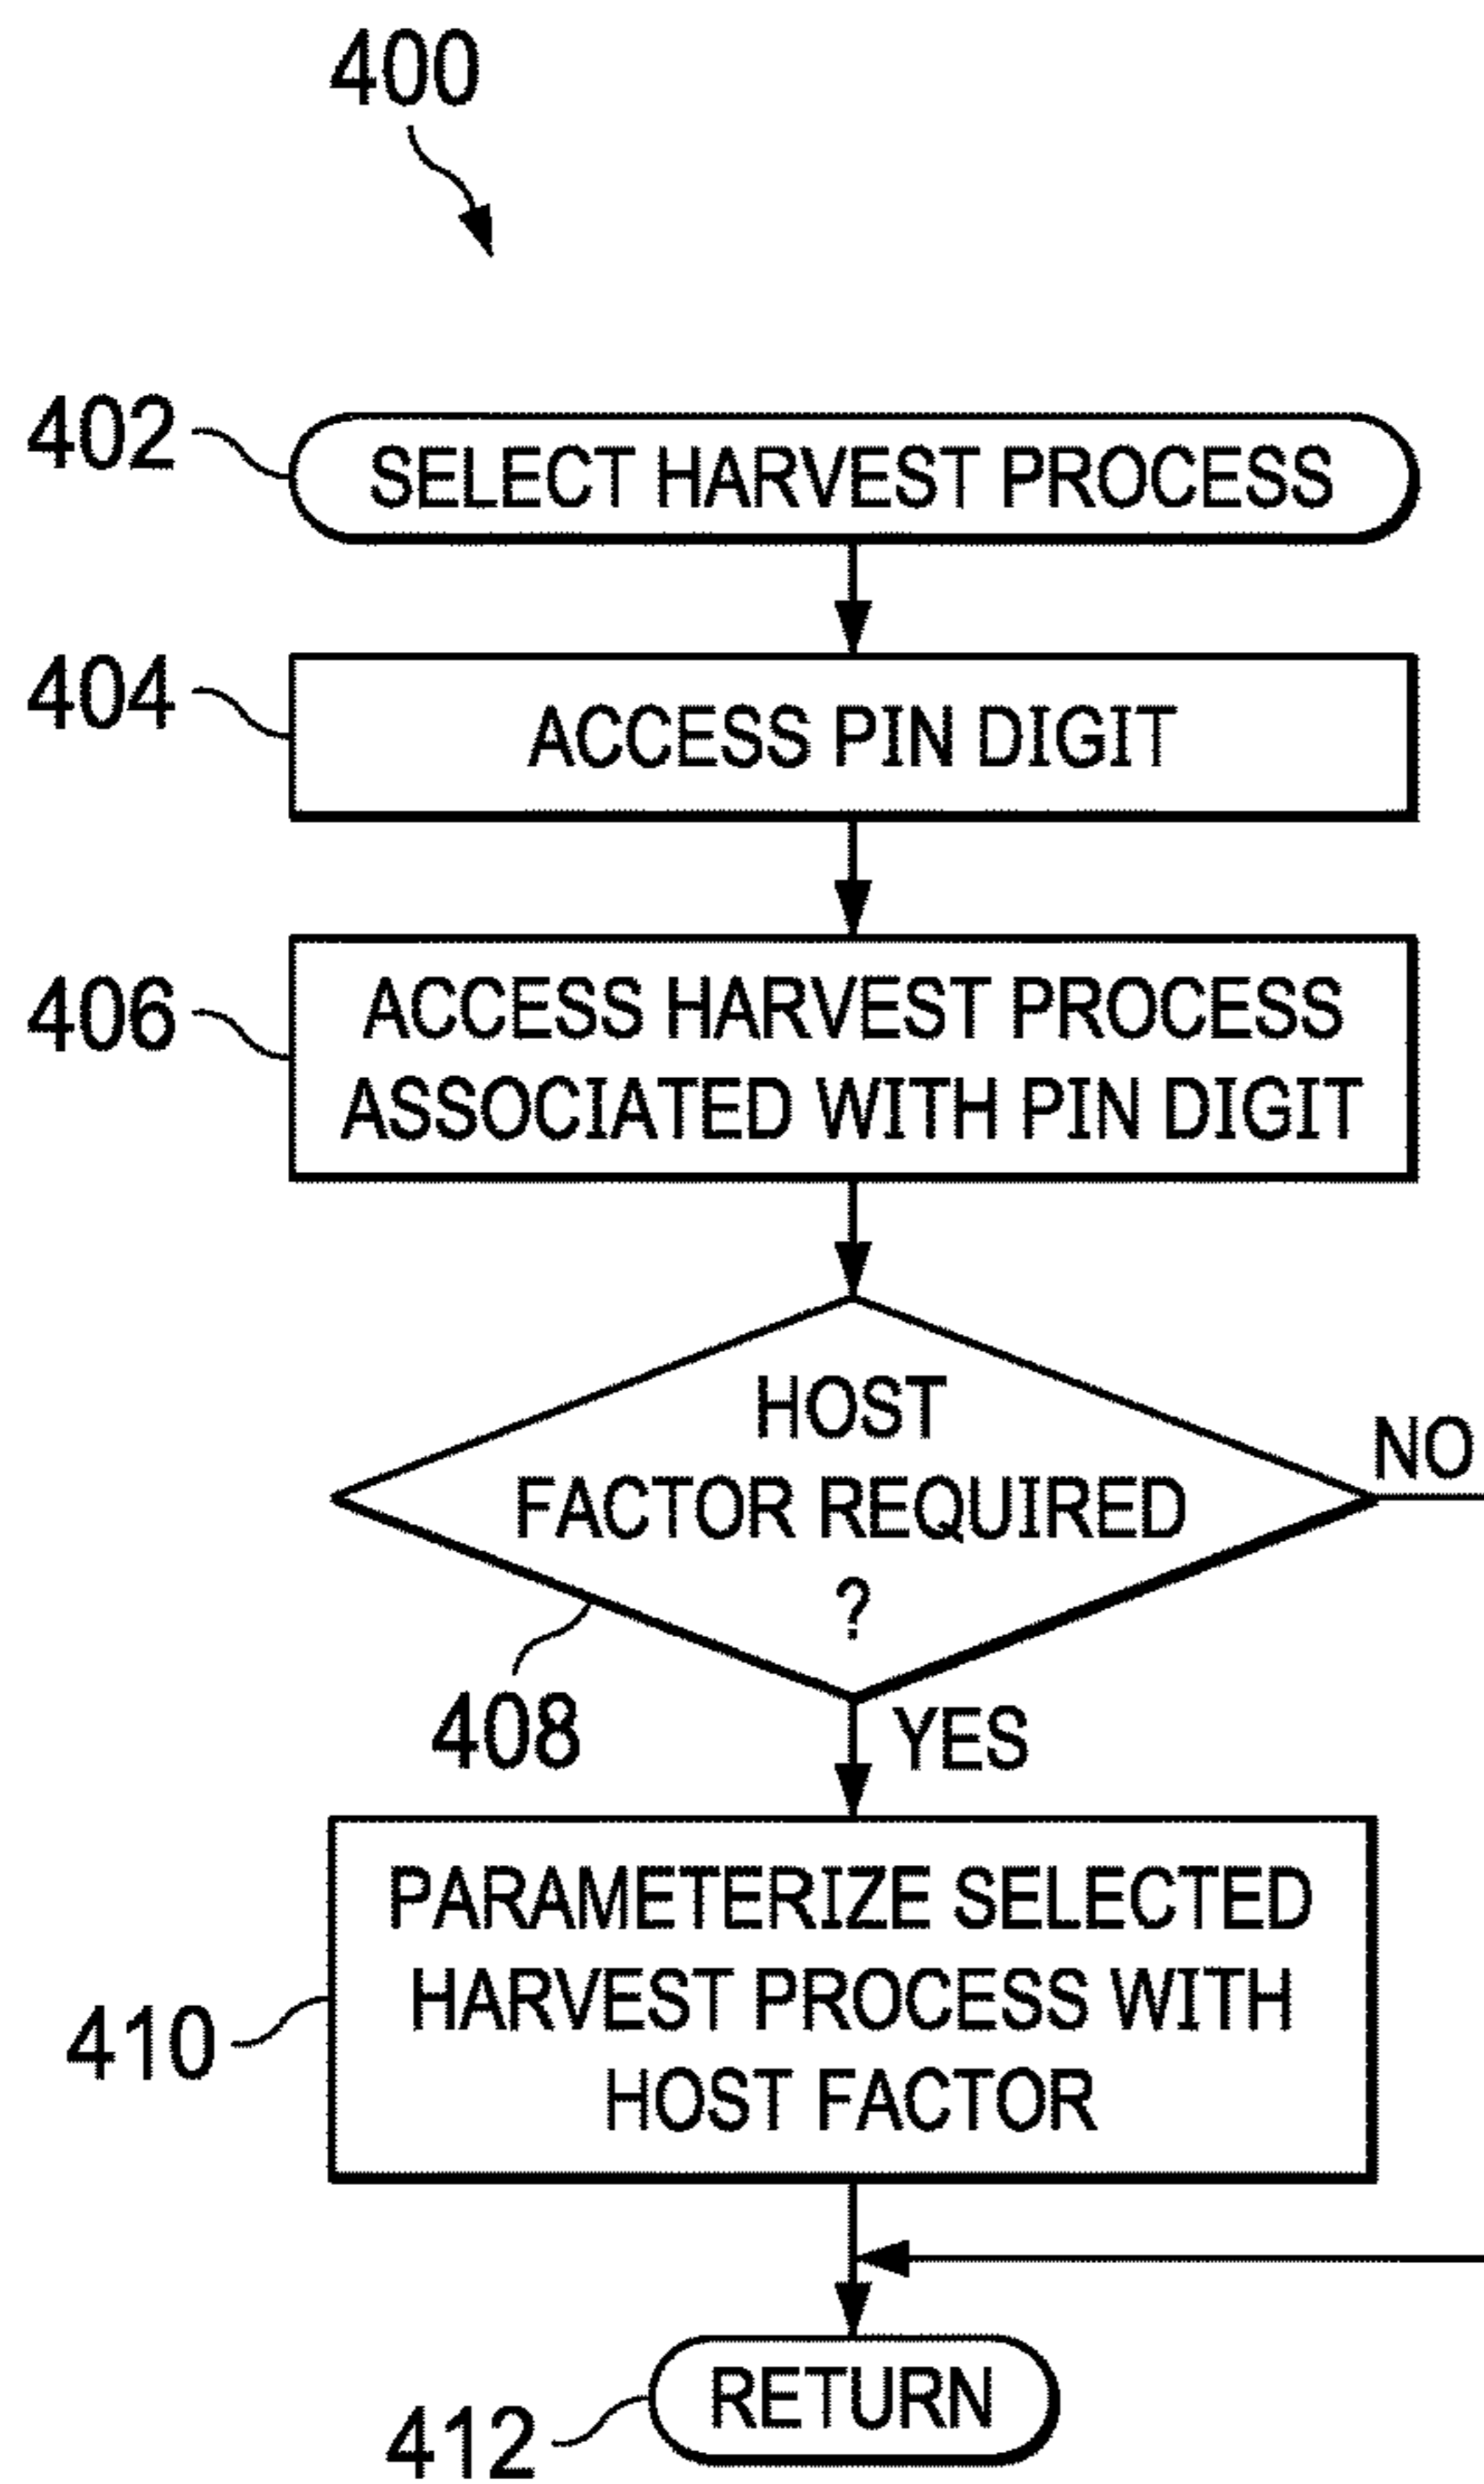 400
402
SELECT HARVEST PROCESS
404
ACCESS PIN DIGIT
406
ACCESS HARVEST PROCESS
ASSOCIATED WITH PIN DIGIT
HOST
FACTOR REQUIRED
?
NO
408
YES
410
PARAMETERIZE SELECTED
HARVEST PROCESS WITH
HOST FACTOR
412
RETURN